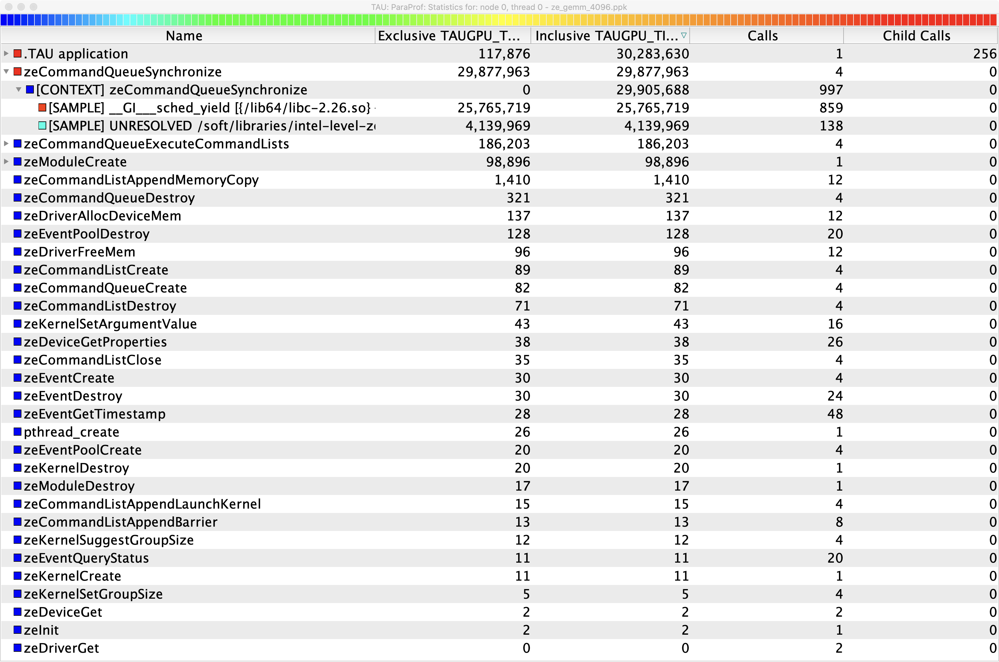 TAU: ParaProf: Statistics for: node 0, thread 0 - ze_gemm_4096.ppk
Name Exclusive TAUGPU_T... Inclusive TAUGPU_TI... Calls Child Calls
.TAU application 117,876 30,283,630 1 256
zeCommandQueueSynchronize 29,877,963 29,877,963 4 0
[CONTEXT] zeCommandQueueSynchronize 0 29,905,688 997 0
[SAMPLE] __GI___sched_yield [{/lib64/libc-2.26.so} 25,765,719 25,765,719 859 0
[SAMPLE] UNRESOLVED /soft/libraries/intel-level-z 4,139,969 4,139,969 138 0
zeCommandQueueExecuteCommandLists 186,203 186,203 4 0
zeModuleCreate 98,896 98,896 1 0
zeCommandListAppendMemoryCopy 1,410 1,410 12 0
zeCommandQueueDestroy 321 321 4 0
zeDriverAllocDeviceMem 137 137 12 0
zeEventPoolDestroy 128 128 20 0
zeDriverFreeMem 96 96 12 0
zeCommandListCreate 89 89 4 0
zeCommandQueueCreate 82 82 4 0
zeCommandListDestroy 71 71 4 0
zeKernelSetArgumentValue 43 43 16 0
zeDeviceGetProperties 38 38 26 0
zeCommandListClose 35 35 4 0
zeEventCreate 30 30 4 0
zeEventDestroy 30 30 24 0
zeEventGetTimestamp 28 28 48 0
pthread_create 26 26 1 0
zeEventPoolCreate 20 20 4 0
zeKernelDestroy 20 20 1 0
zeModuleDestroy 17 17 1 0
zeCommandListAppendLaunchKernel 15 15 4 0
zeCommandListAppendBarrier 13 13 8 0
zeKernelSuggestGroupSize 12 12 4 0
zeEventQueryStatus 11 11 20 0
zeKernelCreate 11 11 1 0
zeKernelSetGroupSize 5 5 4 0
zeDeviceGet 2 2 2 0
zeInit 2 2 1 0
zeDriverGet 0 0 2 0